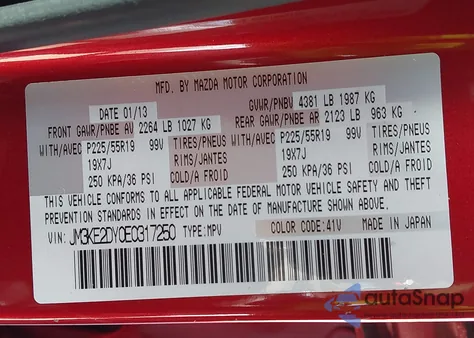 MFD. BY MAZDA MOTOR CORPORATION
DATE 01/13 GVWR/PNBV 4381 LB 1987 KG
FRONT GAWR/PNBE AV 2264 LB 1027 KG REAR GAWR/PNBE AR 2123 LB 963 KG
WITH/AVEC P225/55R19 99V TIRES/PNEUS WITH/AVEC P225/55R19 99V TIRES/PNEUS
19X7J RIMS/JANTES 19X7J RIMS/JANTES
250 KPA/36 PSI COLD/A FROID 250 KPA/36 PSI COLD/A FROID
THIS VEHICLE CONFORMS TO ALL APPLICABLE FEDERAL MOTOR VEHICLE SAFETY AND THEFT
PREVENTION STANDARDS IN EFFECT ON THE DATE OF MANUFACTURE SHOWN ABOVE.
VIN: JM3KE2DY0E0317250 TYPE:MPV COLOR CODE:41V MADE IN JAPAN
autoSnap